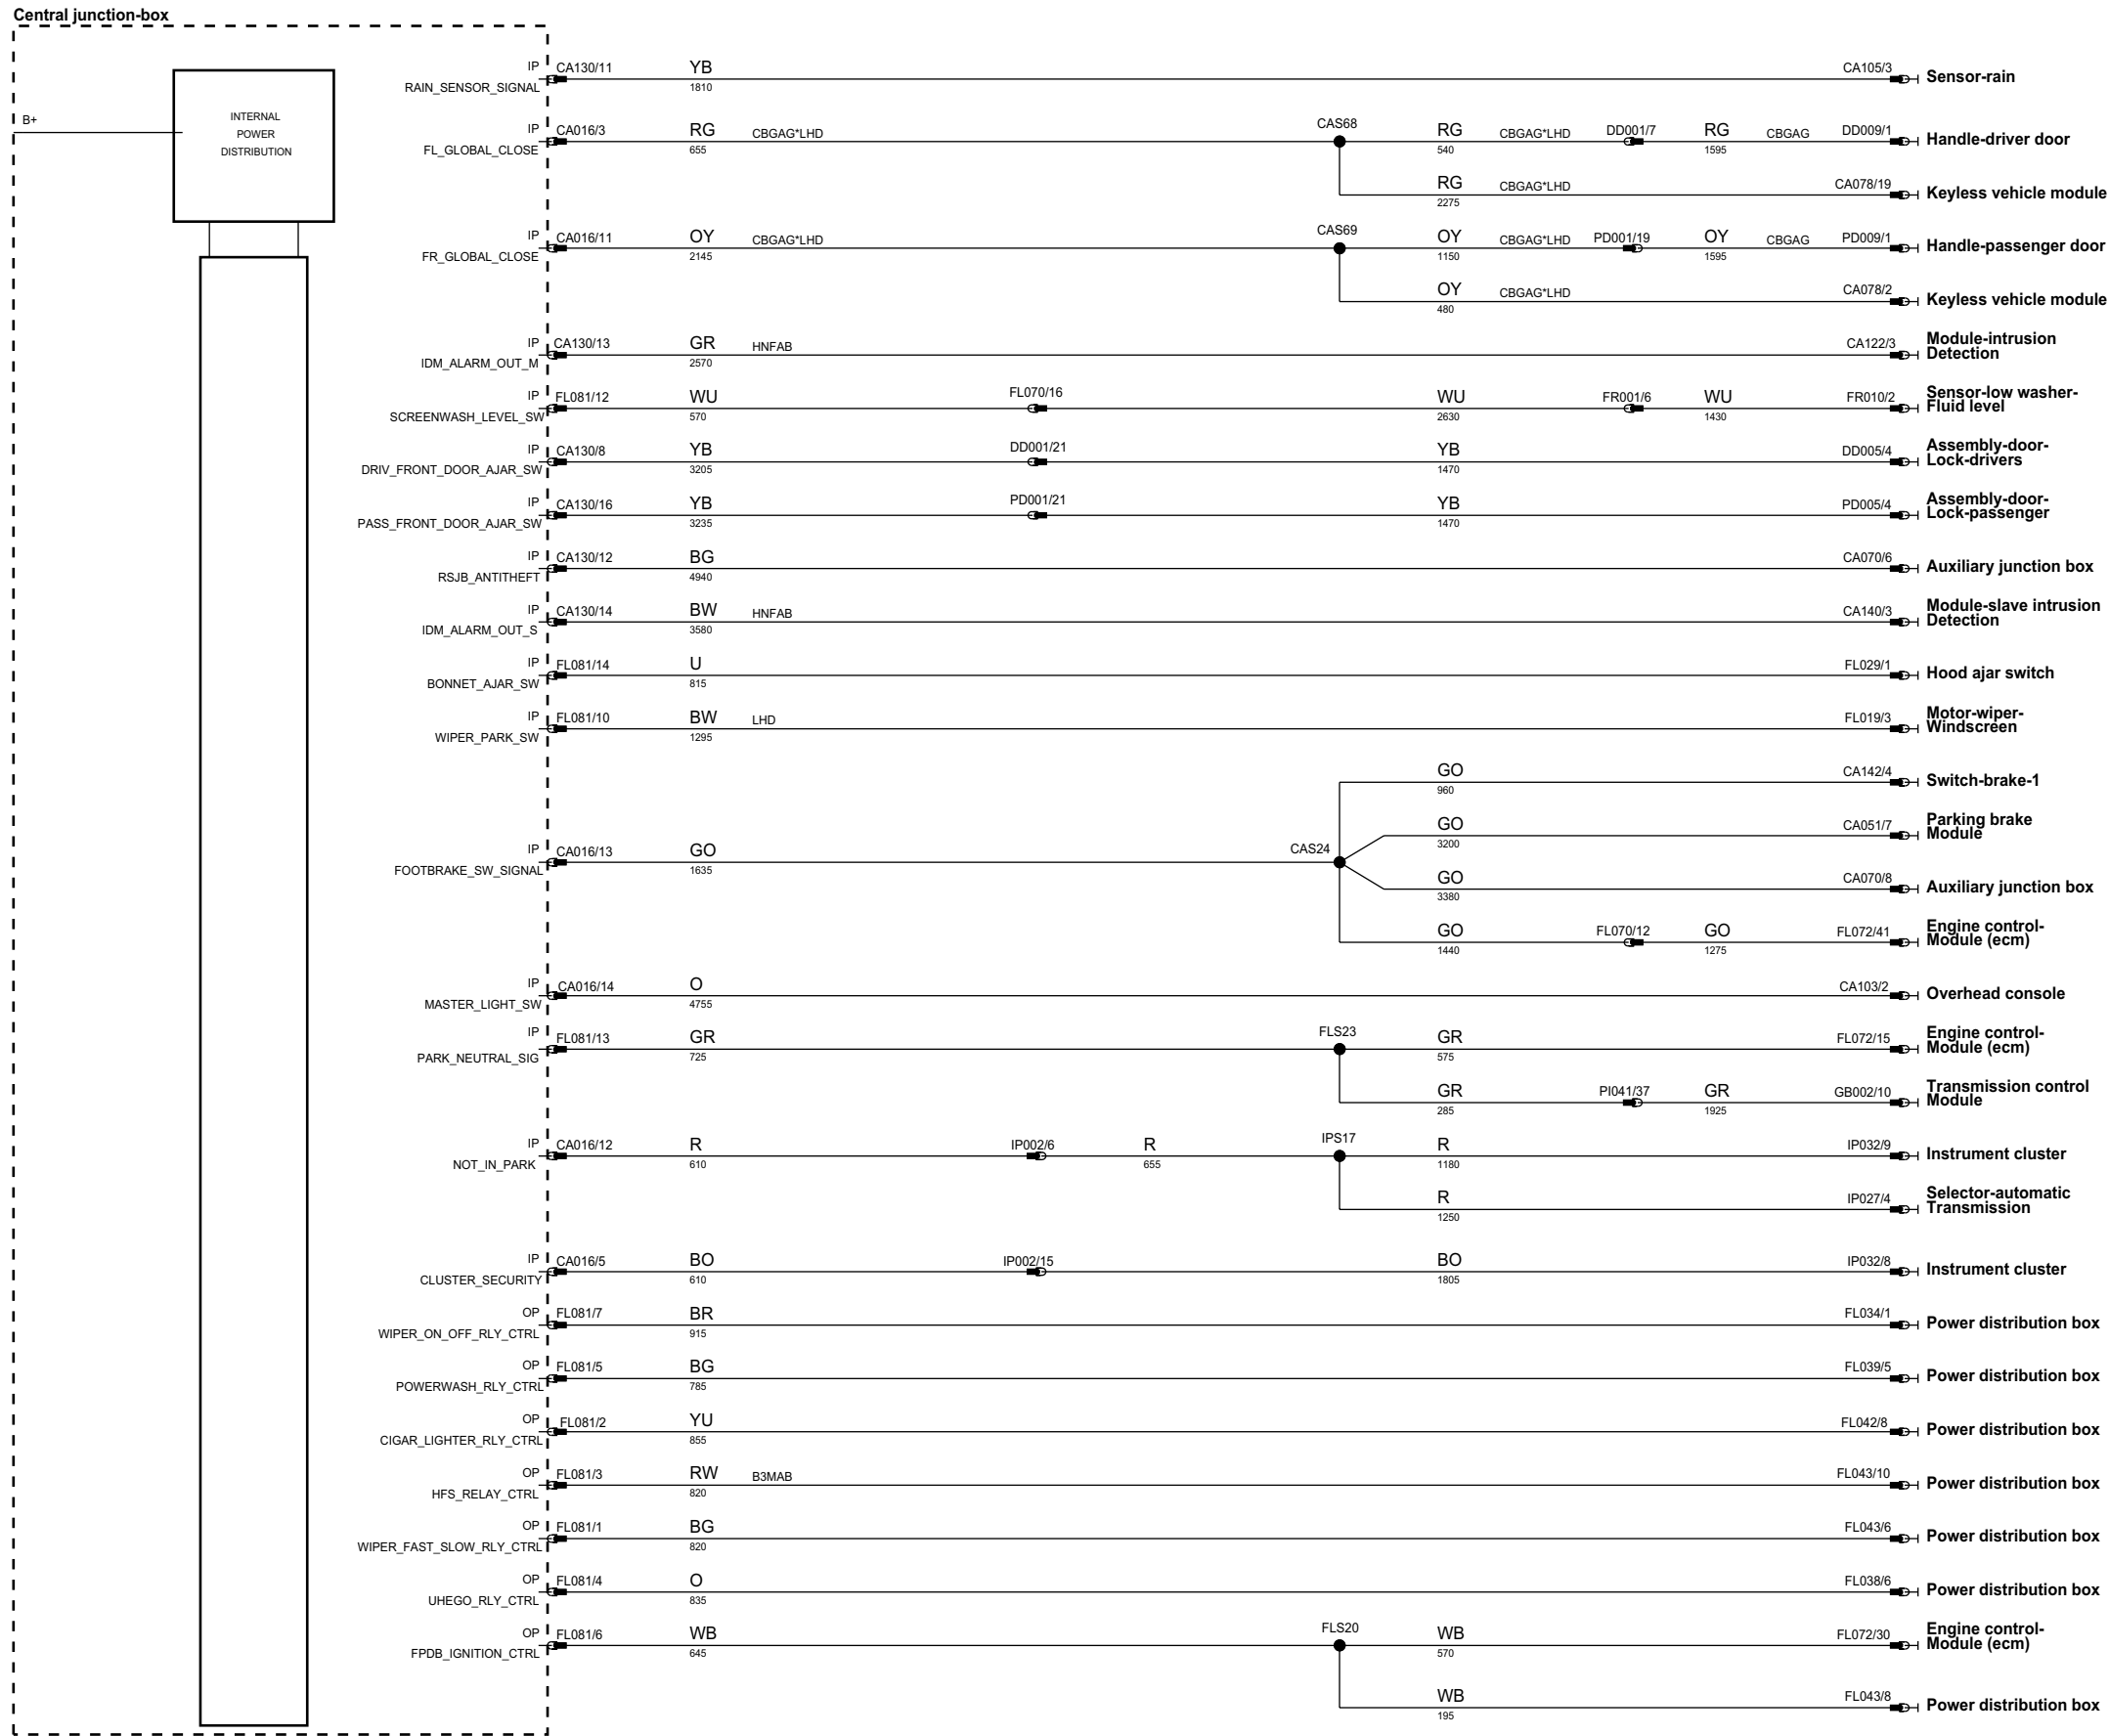 Central junction-box
B+
INTERNAL
POWER
DISTRIBUTION
IP CA130/11 YB CA105/3
RAIN_SENSOR_SIGNAL 1810 Sensor-rain
IP CA016/3 RG CBGAG*LHD CAS68 RG CBGAG*LHD DD001/7 RG CBGAG DD009/1
FL_GLOBAL_CLOSE 655 540 1595 Handle-driver door
RG CBGAG*LHD CA078/19
2275 Keyless vehicle module
IP CA016/11 OY CBGAG*LHD CAS69 OY CBGAG*LHD PD001/19 OY CBGAG PD009/1
FR_GLOBAL_CLOSE 2145 1150 1595 Handle-passenger door
OY CBGAG*LHD CA078/2
480 Keyless vehicle module
IP CA130/13 GR HNFAB CA122/3 Module-intrusion
IDM_ALARM_OUT_M 2570 Detection
IP FL081/12 WU FL070/16 WU FR001/6 WU FR010/2 Sensor-low washer-
SCREENWASH_LEVEL_SW 570 2630 1430 Fluid level
IP CA130/8 YB DD001/21 YB DD005/4 Assembly-door-
DRIV_FRONT_DOOR_AJAR_SW 3205 1470 Lock-drivers
IP CA130/16 YB PD001/21 YB PD005/4 Assembly-door-
PASS_FRONT_DOOR_AJAR_SW 3235 1470 Lock-passenger
IP CA130/12 BG CA070/6
RSJB_ANTITHEFT 4940 Auxiliary junction box
IP CA130/14 BW HNFAB CA140/3 Module-slave intrusion
IDM_ALARM_OUT_S 3580 Detection
IP FL081/14 U FL029/1
BONNET_AJAR_SW 815 Hood ajar switch
IP FL081/10 BW LHD FL019/3 Motor-wiper-
WIPER_PARK_SW 1295 Windscreen
GO CA142/4
960 Switch-brake-1
GO CA051/7 Parking brake
3200 Module
IP CA016/13 GO CAS24
FOOTBRAKE_SW_SIGNAL 1635
GO CA070/8
3380 Auxiliary junction box
GO FL070/12 GO FL072/41 Engine control-
1440 1275 Module (ecm)
IP CA016/14 O CA103/2
MASTER_LIGHT_SW 4755 Overhead console
IP FL081/13 GR FLS23 GR FL072/15 Engine control-
PARK_NEUTRAL_SIG 725 575 Module (ecm)
GR PI041/37 GR GB002/10 Transmission control
285 1925 Module
IP CA016/12 R IP002/6 R IPS17 R IP032/9
NOT_IN_PARK 610 655 1180 Instrument cluster
R IP027/4 Selector-automatic
1250 Transmission
IP CA016/5 BO IP002/15 BO IP032/8
CLUSTER_SECURITY 610 1805 Instrument cluster
OP FL081/7 BR FL034/1
WIPER_ON_OFF_RLY_CTRL 915 Power distribution box
OP FL081/5 BG FL039/5
POWERWASH_RLY_CTRL 785 Power distribution box
OP FL081/2 YU FL042/8
CIGAR_LIGHTER_RLY_CTRL 855 Power distribution box
OP FL081/3 RW B3MAB FL043/10
HFS_RELAY_CTRL 820 Power distribution box
OP FL081/1 BG FL043/6
WIPER_FAST_SLOW_RLY_CTRL 820 Power distribution box
OP FL081/4 O FL038/6
UHEGO_RLY_CTRL 835 Power distribution box
OP FL081/6 WB FLS20 WB FL072/30 Engine control-
FPDB_IGNITION_CTRL 645 570 Module (ecm)
WB FL043/8
195 Power distribution box